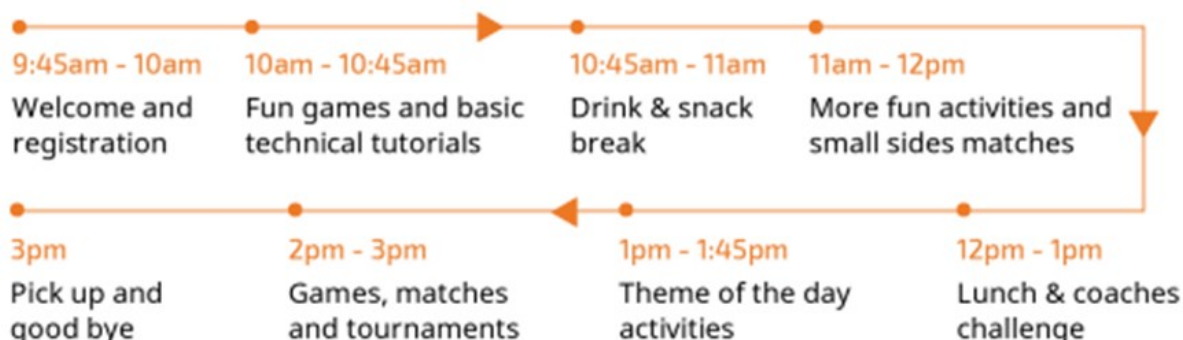 9:45am - 10am
Welcome and
registration
10am - 10:45am
Fun games and basic
technical tutorials
10:45am - 11am
Drink & snack
break
11am - 12pm
More fun activities and
small sides matches
12pm - 1pm
Lunch & coaches
challenge
1pm - 1:45pm
Theme of the day
activities
2pm - 3pm
Games, matches
and tournaments
3pm
Pick up and
good bye